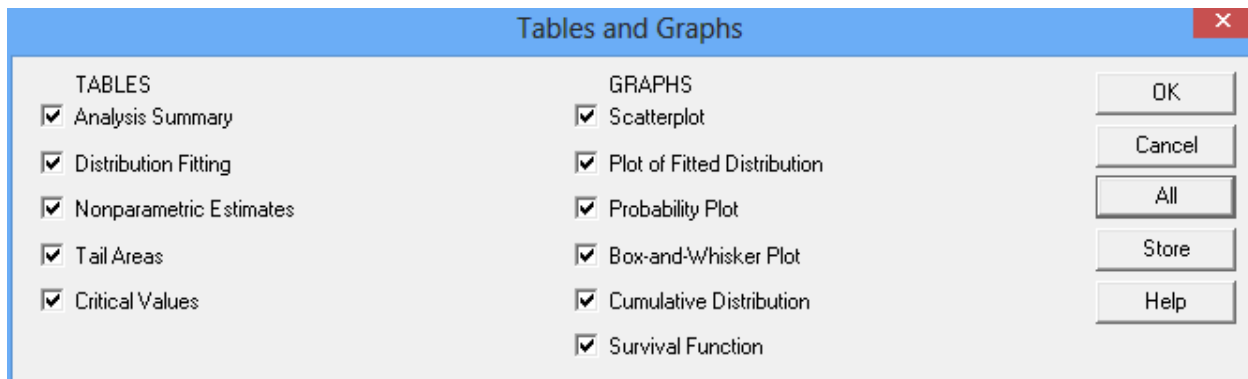 Tables and Graphs
TABLES
Analysis Summary
Distribution Fitting
Nonparametric Estimates
Tail Areas
Critical Values
GRAPHS
Scatterplot
Plot of Fitted Distribution
Probability Plot
Box-and-Whisker Plot
Cumulative Distribution
Survival Function
OK
Cancel
All
Store
Help